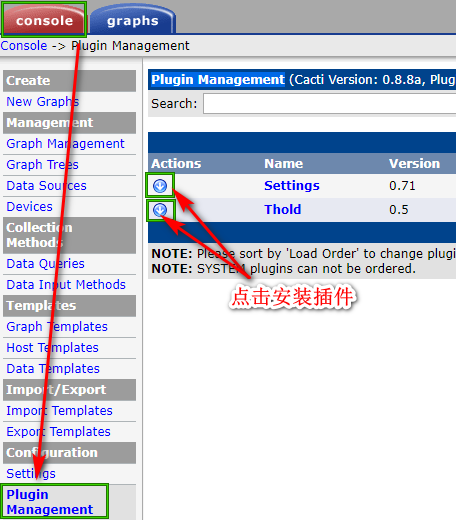 console
graphs
Console -> Plugin Management
Create
New Graphs
Management
Graph Management
Graph Trees
Data Sources
Devices
Collection
Methods
Data Queries
Data Input Methods
Templates
Graph Templates
Host Templates
Data Templates
Import/Export
Import Templates
Export Templates
Configuration
Settings
Plugin
Management
Plugin Management (Cacti Version: 0.8.8a, Plug
Search:
Actions Name Version
Settings 0.71
Thold 0.5
NOTE: Please sort by 'Load Order' to change plugi
NOTE: SYSTEM plugins can not be ordered.
点击安装插件